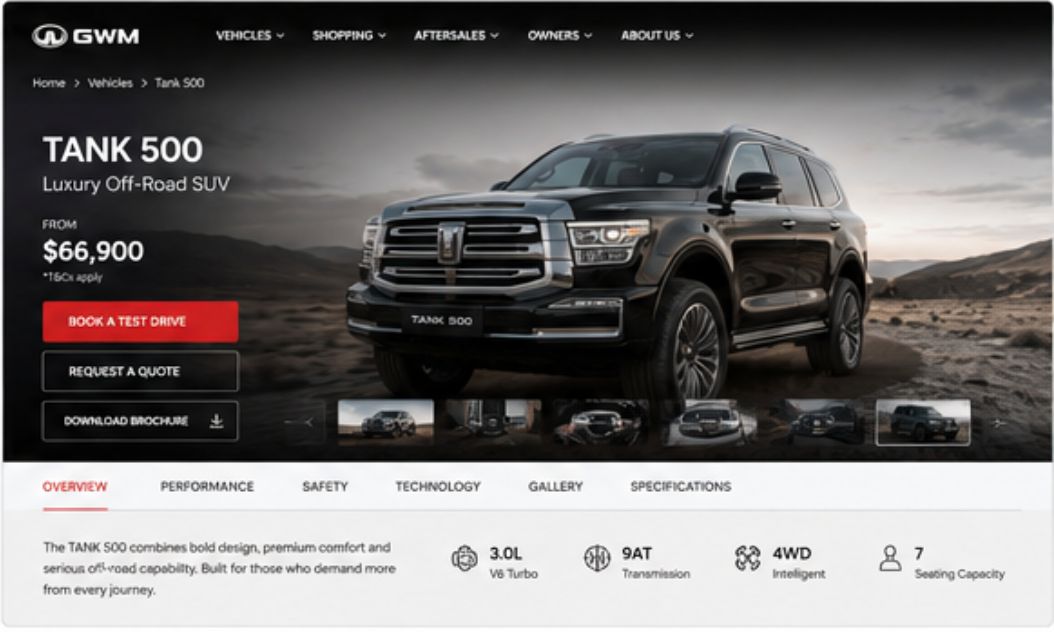 GWM
VEHICLES SHOPPING AFTERSALES OWNERS ABOUT US
Home > Vehicles > Tank 500
TANK 500
Luxury Off-Road SUV
FROM
$66,900
*T&Cs apply
BOOK A TEST DRIVE
REQUEST A QUOTE
DOWNLOAD BROCHURE
TANK 500
OVERVIEW PERFORMANCE SAFETY TECHNOLOGY GALLERY SPECIFICATIONS
The TANK 500 combines bold design, premium comfort and
serious off-road capability. Built for those who demand more
from every journey.
3.0L
V6 Turbo
9AT
Transmission
4WD
Intelligent
7
Seating Capacity